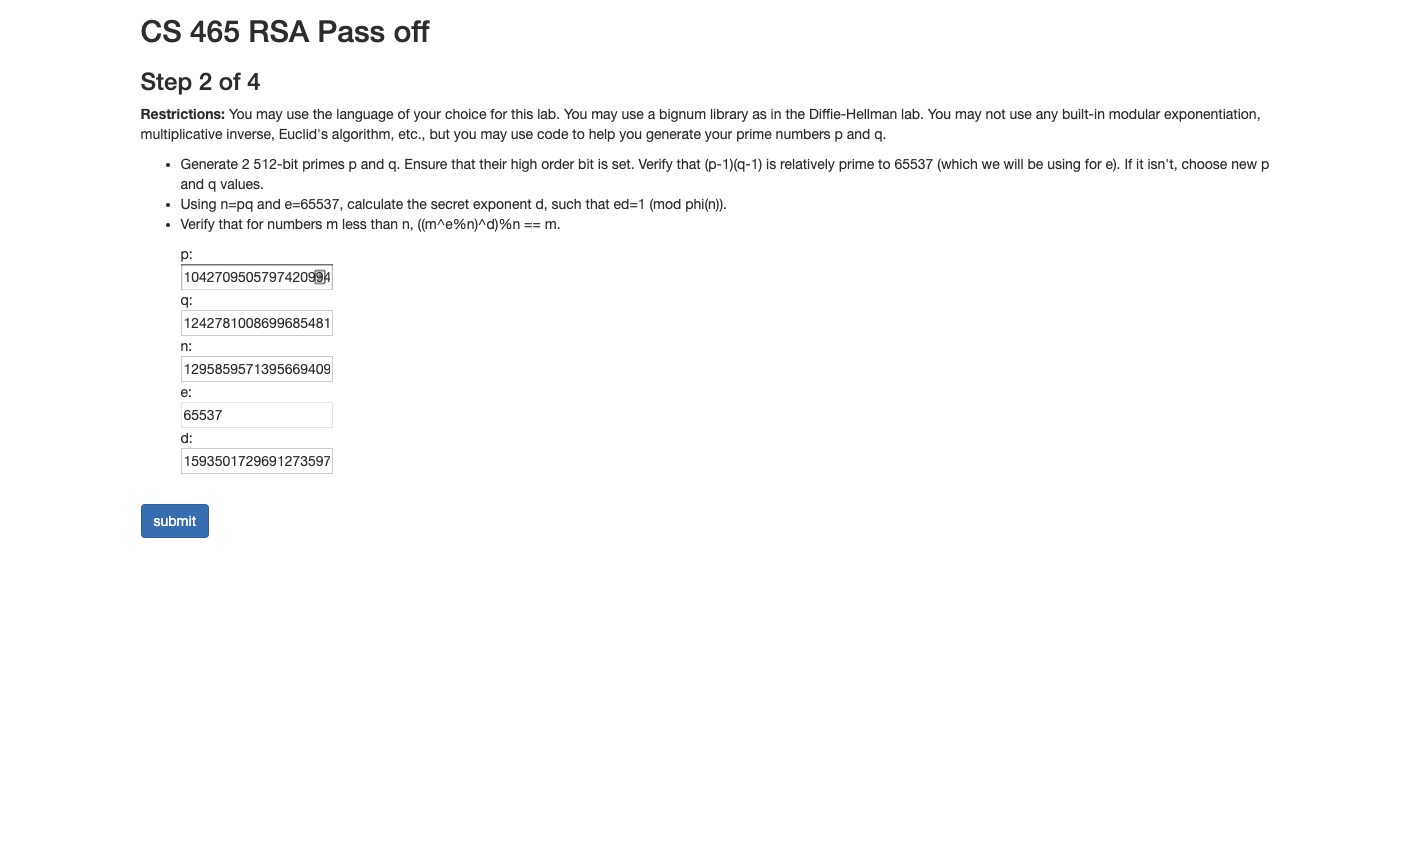 CS 465 RSA Pass off
Step 2 of 4
Restrictions: You may use the language of your choice for this lab. You may use a bignum library as in the Diffie-Hellman lab. You may not use any built-in modular exponentiation,
multiplicative inverse, Euclid's algorithm, etc., but you may use code to help you generate your prime numbers p and q.
• Generate 2 512-bit primes p and q. Ensure that their high order bit is set. Verify that (p-1)(q-1) is relatively prime to 65537 (which we will be using for e). If it isn't, choose new p
and q values.
• Using n=pq and e=65537, calculate the secret exponent d, such that ed=1 (mod phi(n)).
• Verify that for numbers m less than n, ((m^e%n)^d)%n == m.
p:
1042709505797420994
q:
1242781008699685481
n:
1295859571395669409
e:
65537
d:
1593501729691273597
submit